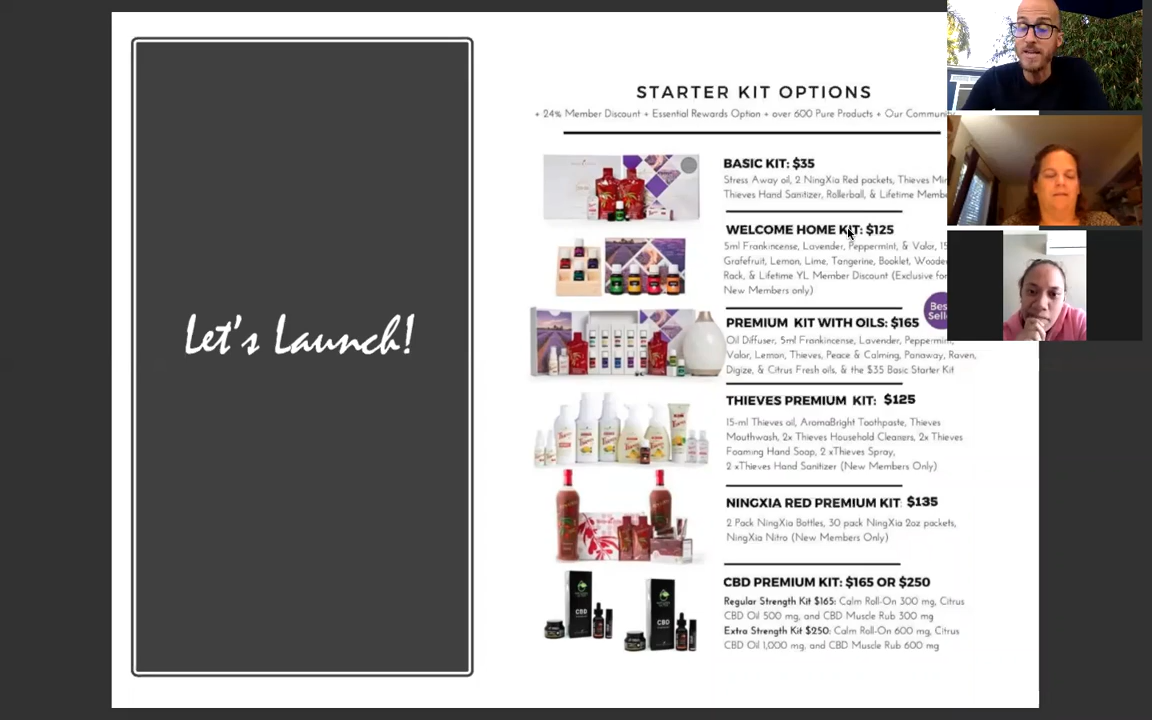 Let's Launch!
STARTER KIT OPTIONS
+ 24% Member Discount + Essential Rewards Option + over 600 Pure Products + Our
BASIC KIT: $35
Stress Away oil, 2 NingXia Red packets, Thieves
Thieves Hand Sanitizer, Rollerball, & Lifetime
WELCOME HOME KIT: $125
5ml Frankincense, Lavender, Peppermint, & Valor,
Grafefruit, Lemon, Lime, Tangerine, Booklet,
Rack, & Lifetime YL Member Discount (Exclusive for
New Members only)
PREMIUM KIT WITH OILS: $165
Oil Diffuser, 5ml Frankincense, Lavender,
Valor, Lemon, Thieves, Peace & Calming, Panaway, Raven,
Digize, & Citrus Fresh oils, & the $35 Basic Starter Kit
THIEVES PREMIUM KIT: $125
15-ml Thieves oil, AromaBright Toothpaste, Thieves
Mouthwash, 2x Thieves Household Cleaners, 2x Thieves
Foaming Hand Soap, 2 xThieves Spray,
2 xThieves Hand Sanitizer (New Members Only)
NINGXIA RED PREMIUM KIT $135
2 Pack NingXia Bottles, 30 pack NingXia 2oz packets,
NingXia Nitro (New Members Only)
CBD PREMIUM KIT: $165 OR $250
Regular Strength Kit $165: Calm Roll-On 300 mg, Citrus
CBD Oil 500 mg, and CBD Muscle Rub 300 mg
Extra Strength Kit $250: Calm Roll-On 600 mg, Citrus
CBD Oil 1,000 mg, and CBD Muscle Rub 600 mg